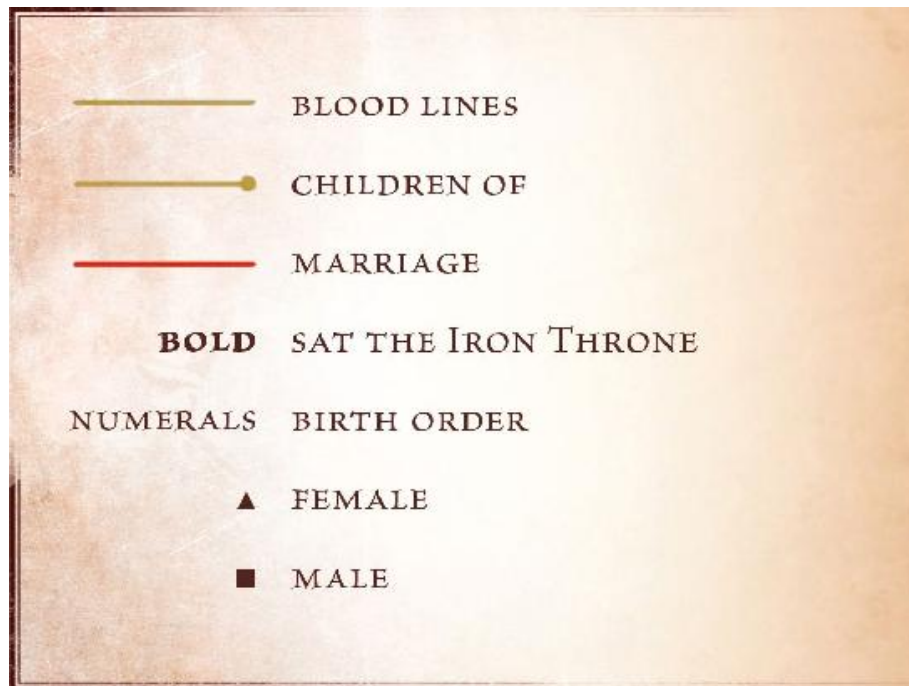 BLOOD LINES
CHILDREN OF
MARRIAGE
BOLD SAT THE IRON THRONE
NUMERALS BIRTH ORDER
FEMALE
MALE